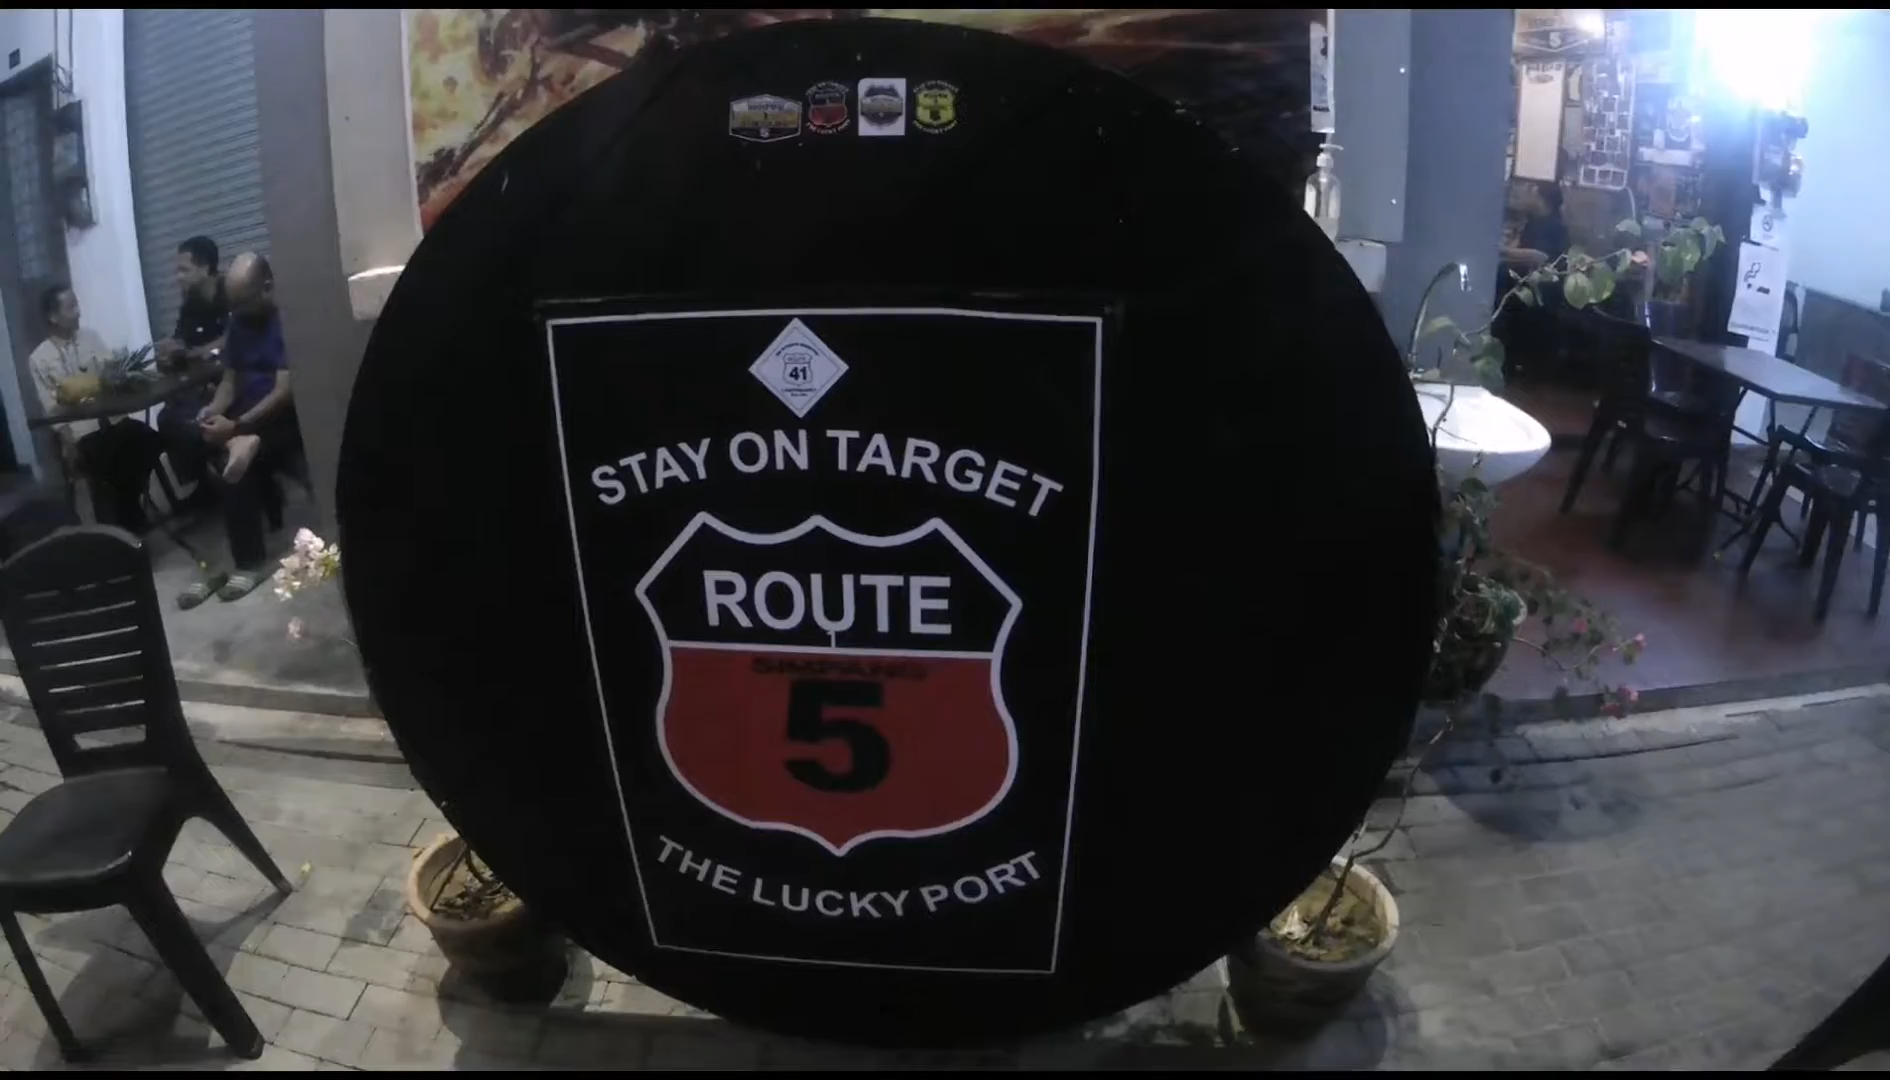 41
STAY ON TARGET
ROUTE
SIMPANG
5
THE LUCKY PORT